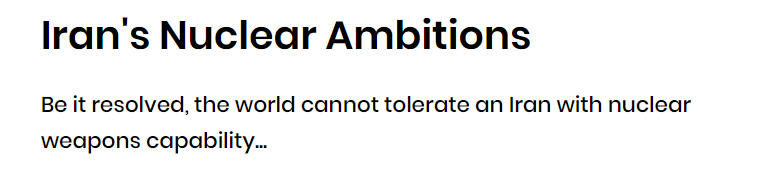 Iran's Nuclear Ambitions
Be it resolved, the world cannot tolerate an Iran with nuclear
weapons capability...